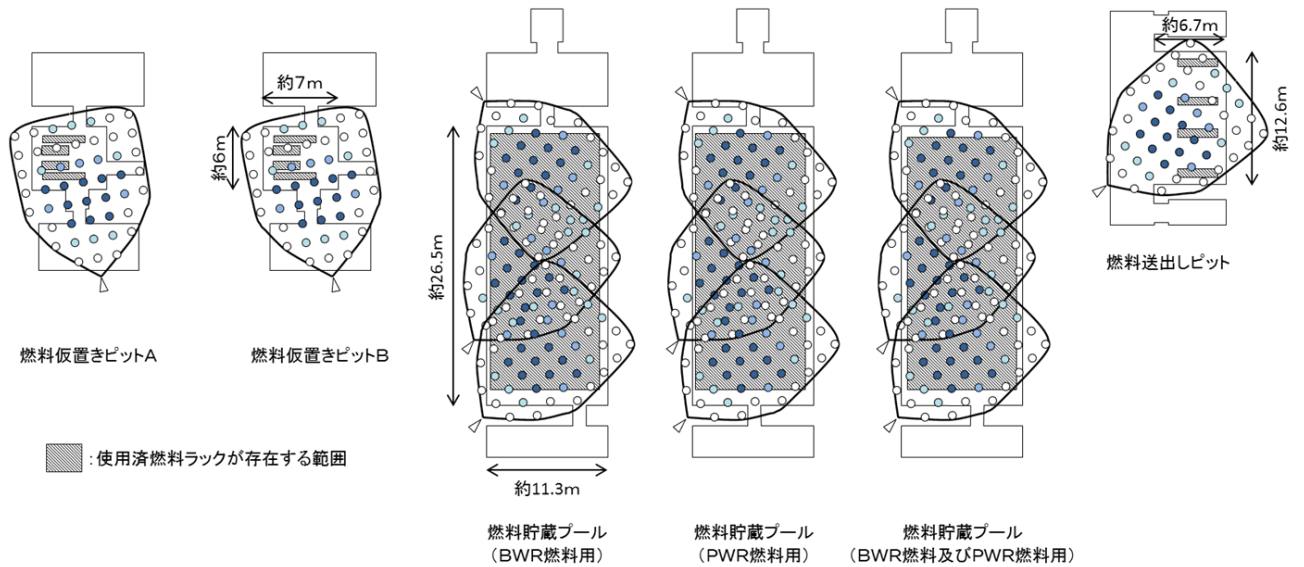 約6.7m
約12.6m
約7m
約6m
約26.5m
燃料送出しピット
燃料仮置きピットA
燃料仮置きピットB
:使用済燃料ラックが存在する範囲
約11.3m
燃料貯蔵プール
(BWR燃料用)
燃料貯蔵プール
(PWR燃料用)
燃料貯蔵プール
(BWR燃料及びPWR燃料用)